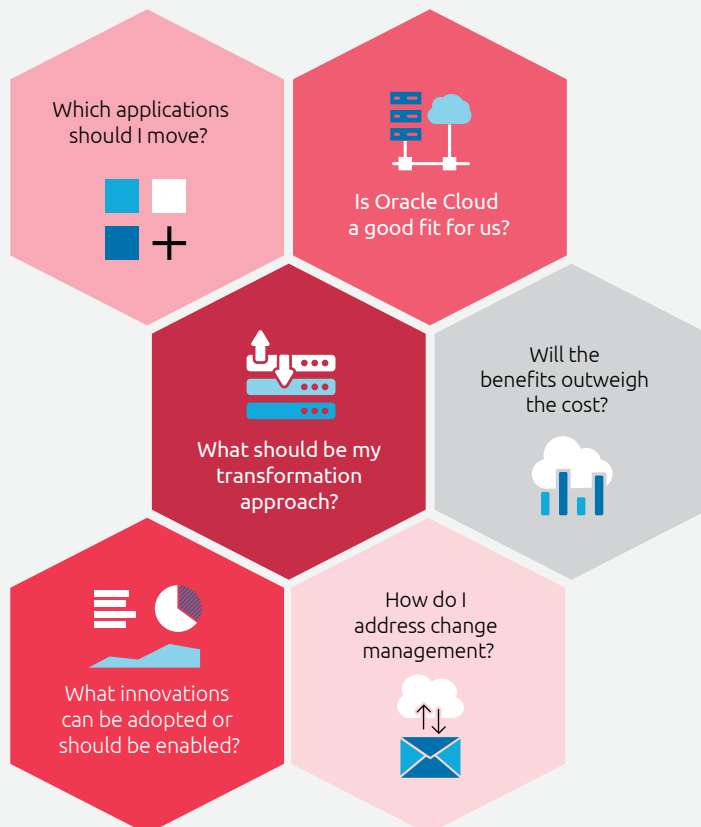 Which applications
should I move?
Is Oracle Cloud
a good fit for us?
What should be my
transformation
approach?
Will the
benefits outweigh
the cost?
What innovations
can be adopted or
should be enabled?
How do I
address change
management?